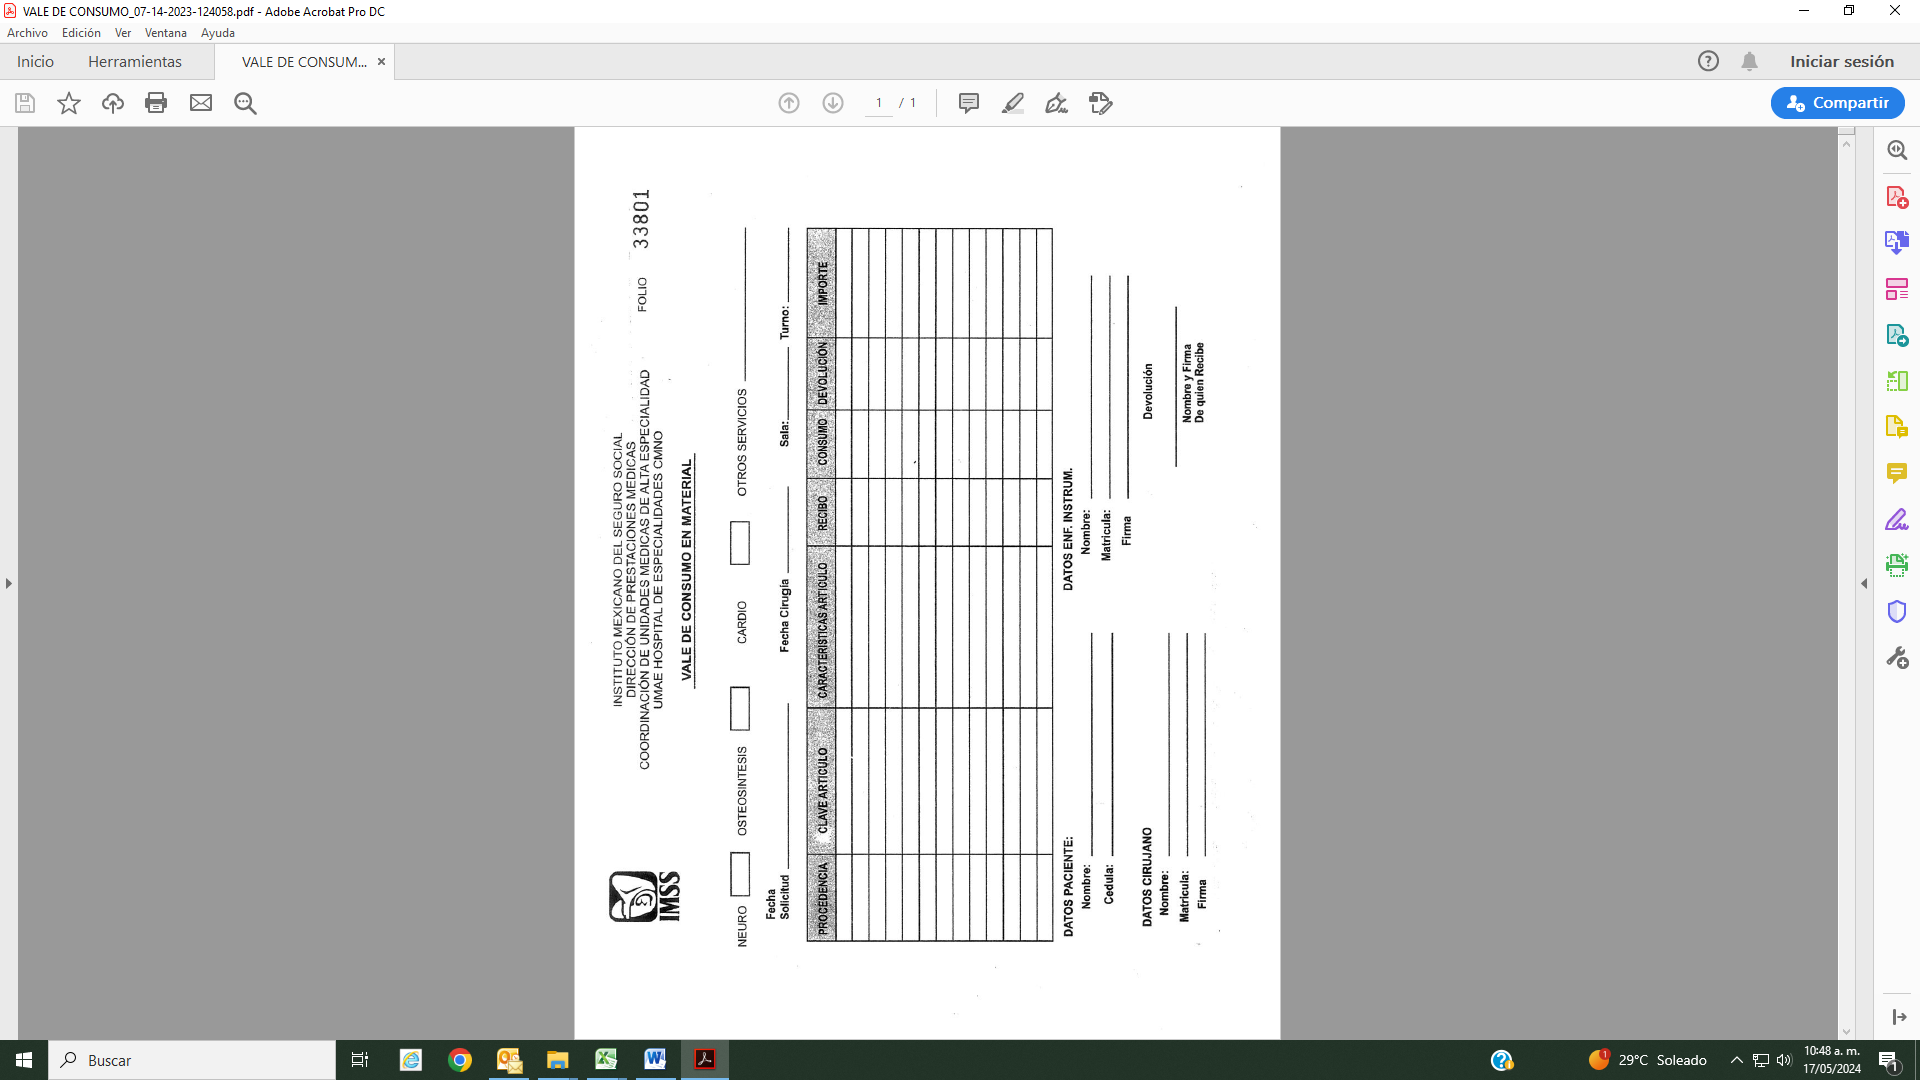 VALE DE CONSUMO_07-14-2023-124058.pdf - Adobe Acrobat Pro DC
Archivo Edición Ver Ventana Ayuda
Inicio Herramientas VALE DE CONSUM... ×
Iniciar sesión
1 / 1
Compartir
INSTITUTO MEXICANO DEL SEGURO SOCIAL
DIRECCIÓN DE PRESTACIONES MEDICAS
COORDINACIÓN DE UNIDADES MEDICAS DE ALTA ESPECIALIDAD
FOLIO 33801
UMAE HOSPITAL DE ESPECIALIDADES CMNO
IMSS
VALE DE CONSUMO EN MATERIAL
NEURO OSTEOSINTESIS CARDIO OTROS SERVICIOS
Fecha
Solicitud Fecha Cirugía Sala: Turno:
PROCEDENCIA CLAVE ARTICULO CARACTERISTICAS ARTICULO RECIBO CONSUMO DEVOLUCIÓN IMPORTE
DATOS PACIENTE: DATOS ENF. INSTRUM.
Nombre: Nombre:
Cedula: Matricula:
Firma
DATOS CIRUJANO Devolución
Nombre:
Matricula: Nombre y Firma
Firma De quien Recibe
Buscar
29°C Soleado
10:48 a. m.
17/05/2024
1
1